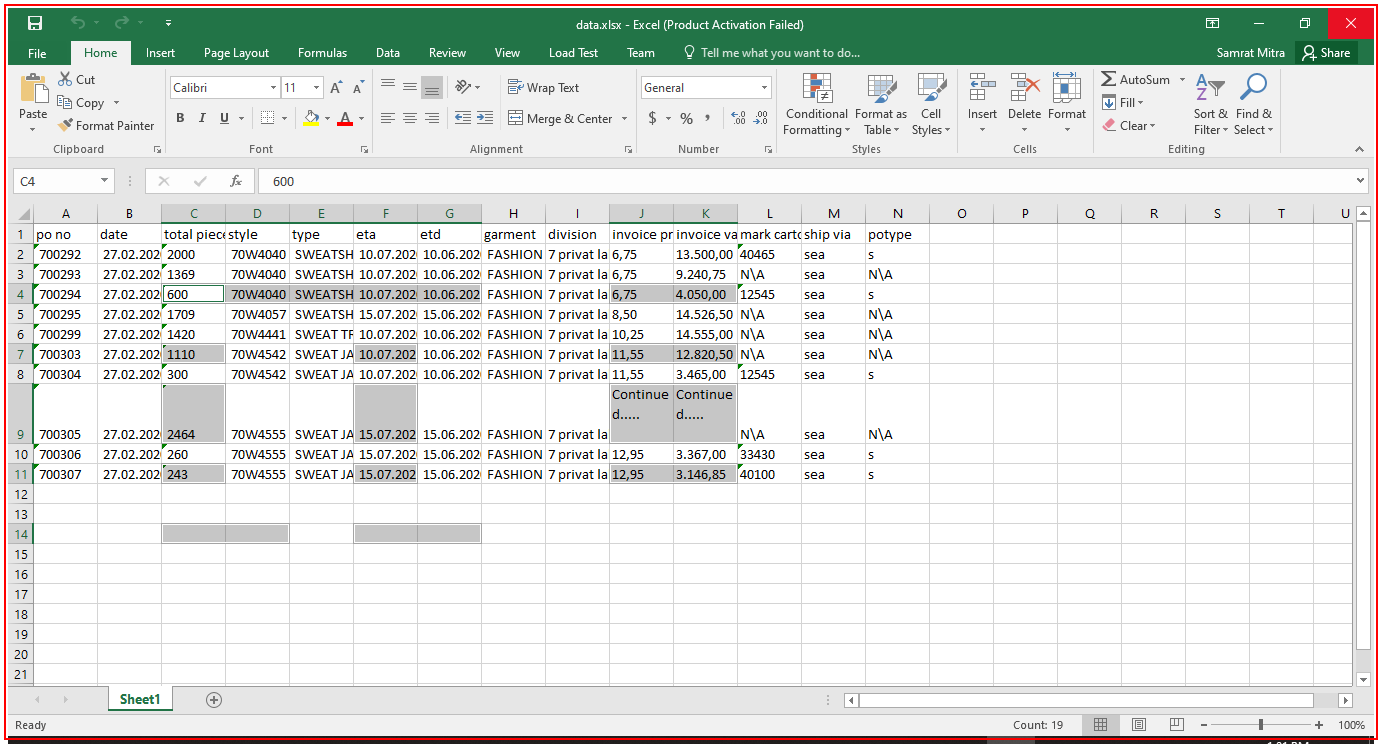 data.xlsx - Excel (Product Activation Failed)
File Home Insert Page Layout Formulas Data Review View Load Test Team Tell me what you want to do... Samrat Mitra Share
Paste Cut Copy Format Painter
Calibri 11
B I U A
Wrap Text
Merge & Center
General
$ % ,
Conditional Formatting Format as Table Cell Styles
Insert Delete Format
AutoSum Fill Clear
Sort & Filter Find & Select
Clipboard Font Alignment Number Styles Cells Editing
C4 fx 600
A B C D E F G H I J K L M N O P Q R S T U
1 po no date total piece style type eta etd garment division invoice pr invoice va mark carto ship via potype
2 700292 27.02.202 2000 70W4040 SWEATSH 10.07.202 10.06.202 FASHION 7 privat la 6,75 13.500,00 40465 sea s
3 700293 27.02.202 1369 70W4040 SWEATSH 10.07.202 10.06.202 FASHION 7 privat la 6,75 9.240,75 N\A sea N\A
4 700294 27.02.202 600 70W4040 SWEATSH 10.07.202 10.06.202 FASHION 7 privat la 6,75 4.050,00 12545 sea s
5 700295 27.02.202 1709 70W4057 SWEATSH 15.07.202 15.06.202 FASHION 7 privat la 8,50 14.526,50 N\A sea N\A
6 700299 27.02.202 1420 70W4441 SWEAT TF 10.07.202 10.06.202 FASHION 7 privat la 10,25 14.555,00 N\A sea N\A
7 700303 27.02.202 1110 70W4542 SWEAT JA 10.07.202 10.06.202 FASHION 7 privat la 11,55 12.820,50 N\A sea N\A
8 700304 27.02.202 300 70W4542 SWEAT JA 10.07.202 10.06.202 FASHION 7 privat la 11,55 3.465,00 12545 sea s
Continue Continue
d..... d.....
9 700305 27.02.202 2464 70W4555 SWEAT JA 15.07.202 15.06.202 FASHION 7 privat la N\A sea N\A
10 700306 27.02.202 260 70W4555 SWEAT JA 15.07.202 15.06.202 FASHION 7 privat la 12,95 3.367,00 33430 sea s
11 700307 27.02.202 243 70W4555 SWEAT JA 15.07.202 15.06.202 FASHION 7 privat la 12,95 3.146,85 40100 sea s
12
13
14
15
16
17
18
19
20
21
Sheet1
Ready Count: 19 100%